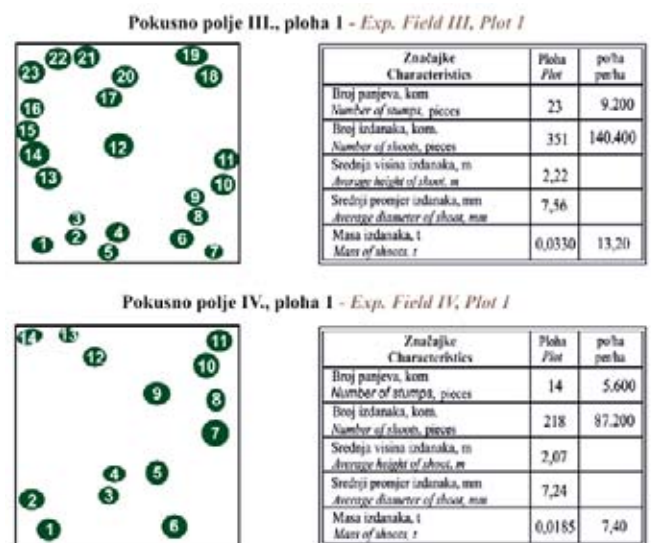 Pokusno polje III., ploha 1 - Exp. Field III, Plot 1
22 21 19
23 20 18
17
16
15
14 12 11
13 10
9
3 8
1 2 4 6
5 7
Značajke Ploha po/ha
Characteristics Plot per/ha
Broj panjeva, kom
Number of stumps, pieces 23 9.200
Broj izdanaka, kom.
Number of shoots, pieces 351 140.400
Srednja visina izdanaka, m
Average height of shoot, m 2,22
Srednji promjer izdanaka, mm
Average diameter of shoot, mm 7,56
Masa izdanaka, t
Mass of shoots, t 0,0330 13,20
Pokusno polje IV., ploha 1 - Exp. Field IV, Plot 1
14 13 11
12 10
9 8
7
4 5
2 3
1 6
Značajke Ploha po/ha
Characteristics Plot per/ha
Broj panjeva, kom
Number of stumps, pieces 14 5.600
Broj izdanaka, kom.
Number of shoots, pieces 218 87.200
Srednja visina izdanaka, m
Average height of shoot, m 2,07
Srednji promjer izdanaka, mm
Average diameter of shoot, mm 7,24
Masa izdanaka, t
Mass of shoots, t 0,0185 7,40